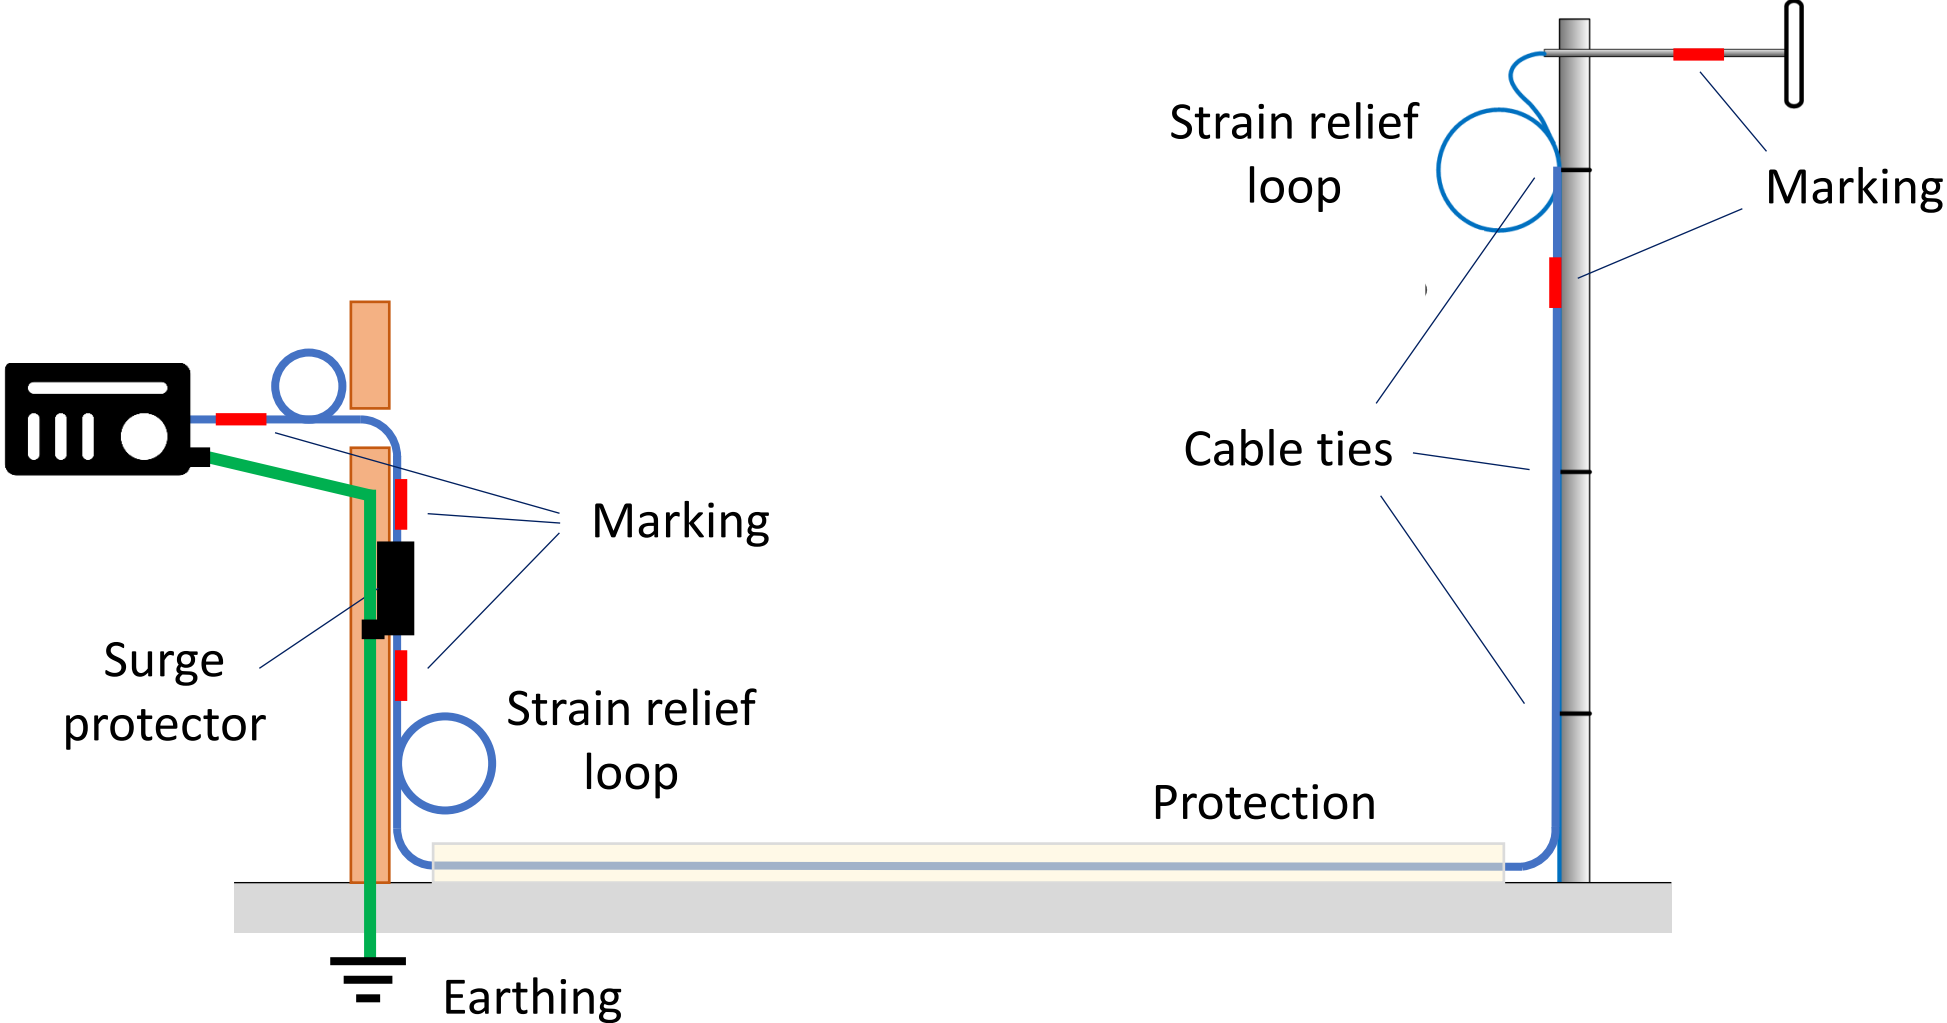 Strain relief
loop
Marking
Cable ties
Marking
Surge
protector
Strain relief
loop
Protection
Earthing